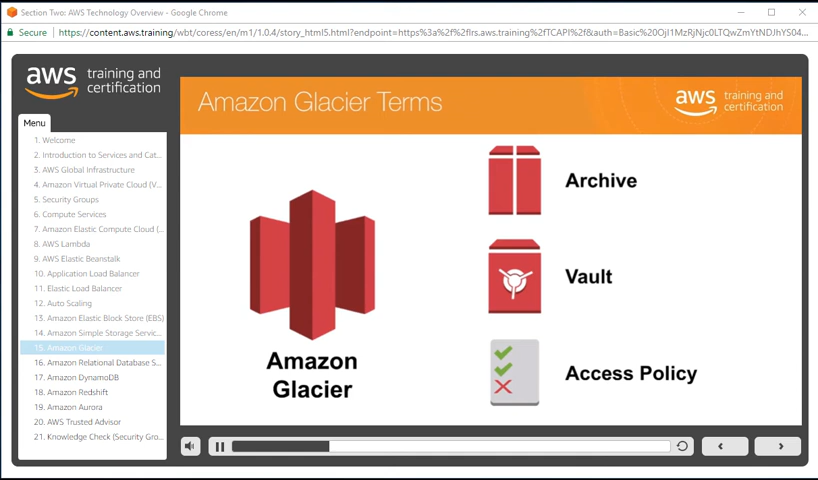 Section Two: AWS Technology Overview - Google Chrome
Secure
https://content.aws.training/wbt/coress/en/m1/1.0.4/story_html5.html?endpoint=https%3a%2f%2flrs.aws.training%2fTCAPI%2f&auth=Basic%20OjI1MzRjNjc0LTQwZmYtNDJhYS04...
aws training and
certification
Menu
1. Welcome
2. Introduction to Services and Cat...
3. AWS Global Infrastructure
4. Amazon Virtual Private Cloud (V...
5. Security Groups
6. Compute Services
7. Amazon Elastic Compute Cloud (...
8. AWS Lambda
9. AWS Elastic Beanstalk
10. Application Load Balancer
11. Elastic Load Balancer
12. Auto Scaling
13. Amazon Elastic Block Store (EBS)
14. Amazon Simple Storage Servic...
15. Amazon Glacier
16. Amazon Relational Database S...
17. Amazon DynamoDB
18. Amazon Redshift
19. Amazon Aurora
20. AWS Trusted Advisor
21. Knowledge Check (Security Gro...
Amazon Glacier Terms
aws training and
certification
Amazon
Glacier
Archive
Vault
Access Policy